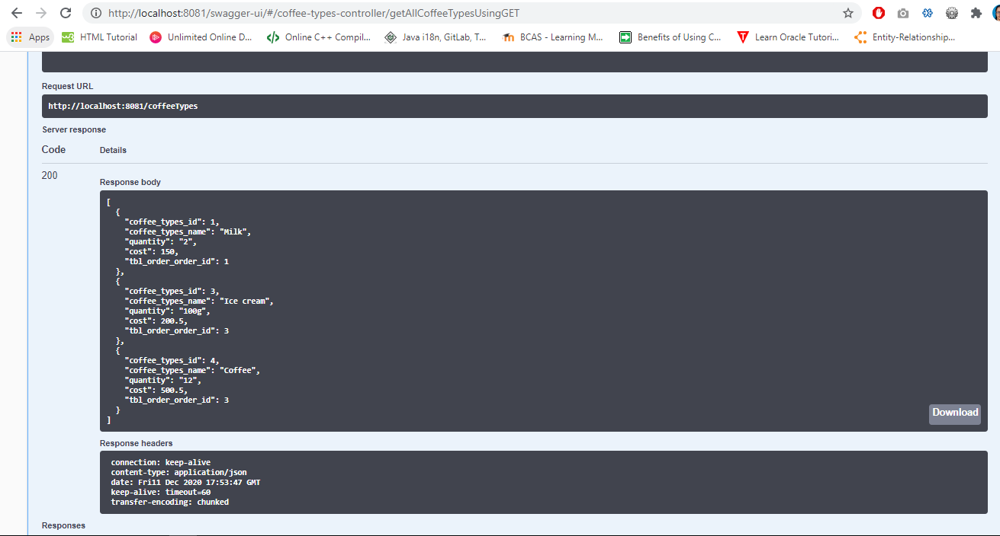 http://localhost:8081/swagger-ui/#/coffee-types-controller/getAllCoffeeTypesUsingGET
Apps HTML Tutorial Unlimited Online D... Online C++ Compil... Java i18n, GitLab, T... BCAS - Learning M... Benefits of Using C... Learn Oracle Tutori... Entity-Relationship...
Request URL
http://localhost:8081/coffeeTypes
Server response
Code Details
200
Response body
[
{
"coffee_types_id": 1,
"coffee_types_name": "Milk",
"quantity": "2",
"cost": 150,
"tbl_order_order_id": 1
},
{
"coffee_types_id": 3,
"coffee_types_name": "Ice cream",
"quantity": "100g",
"cost": 200.5,
"tbl_order_order_id": 3
},
{
"coffee_types_id": 4,
"coffee_types_name": "Coffee",
"quantity": "12",
"cost": 500.5,
"tbl_order_order_id": 3
}
]
Download
Response headers
connection: keep-alive
content-type: application/json
date: Fri11 Dec 2020 17:53:47 GMT
keep-alive: timeout=60
transfer-encoding: chunked
Responses